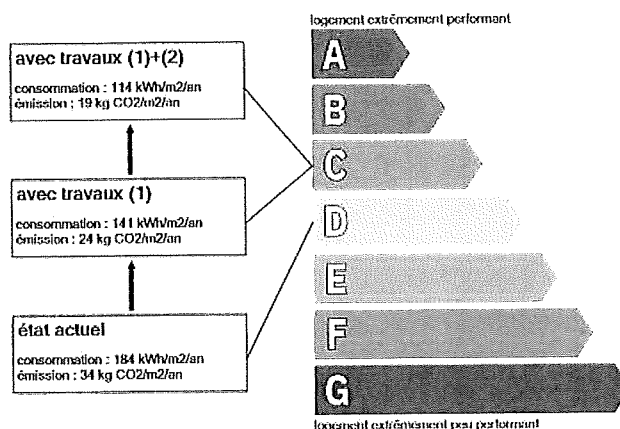 logement extrêmement performant
avec travaux (1)+(2)
consommation : 114 kWh/m2/an
émission : 19 kg CO2/m2/an
avec travaux (1)
consommation : 141 kWh/m2/an
émission : 24 kg CO2/m2/an
état actuel
consommation : 184 kWh/m2/an
émission : 34 kg CO2/m2/an
A
B
C
D
E
F
G
logement extrêmement peu performant